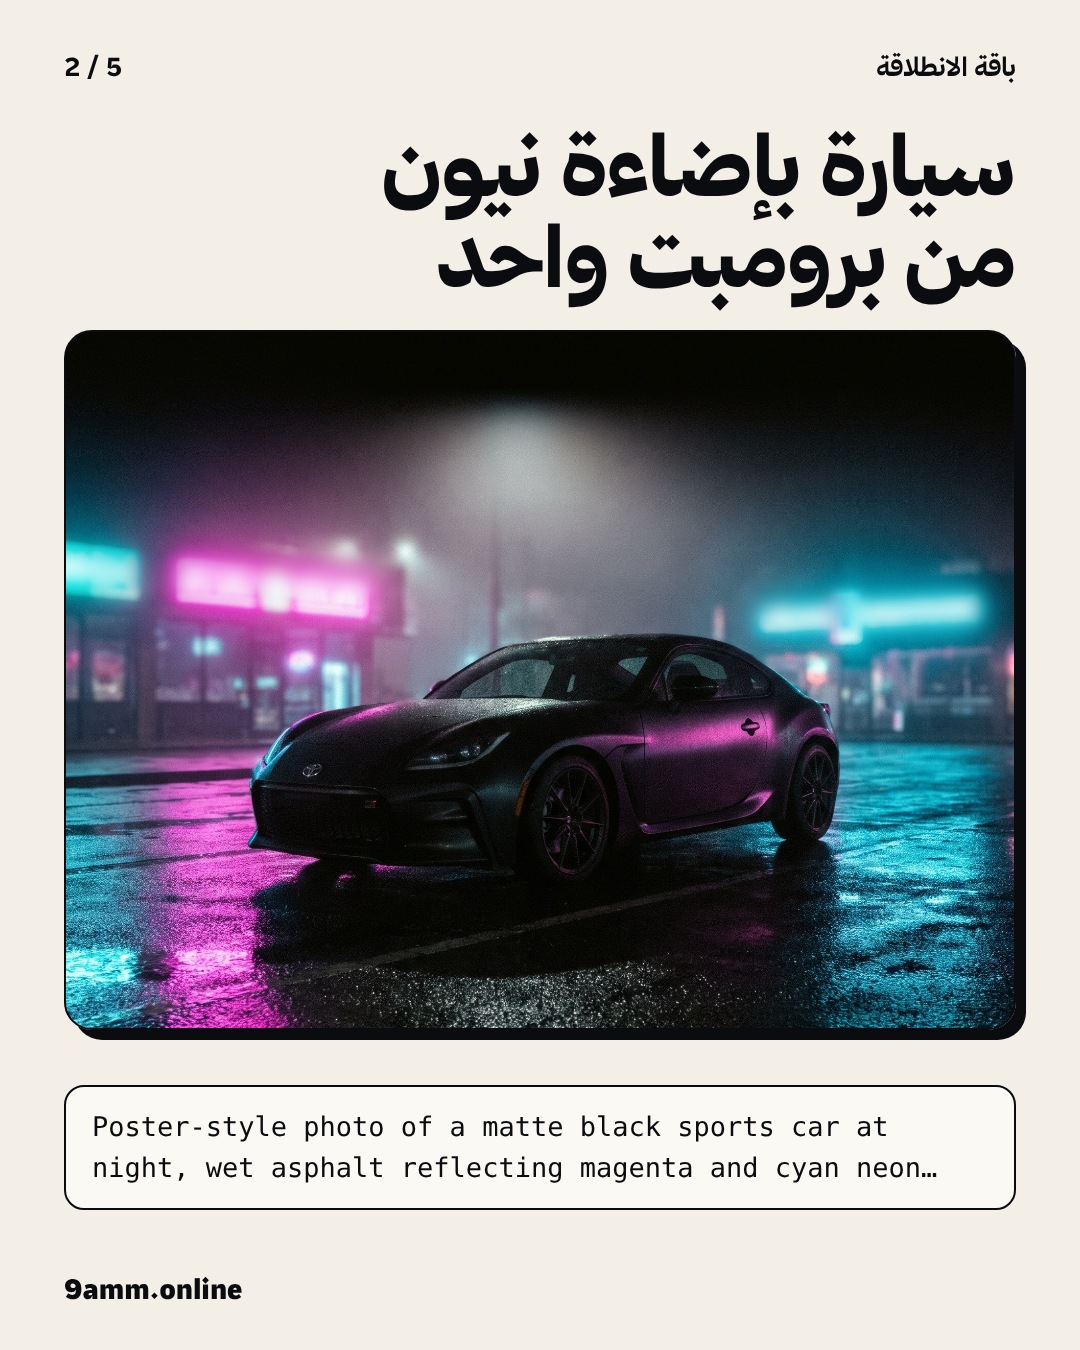 باقة الانطلاقة
2 / 5
سيارة بإضاءة نيون
من برومبت واحد
Poster-style photo of a matte black sports car at
night, wet asphalt reflecting magenta and cyan neon…
9amm.online